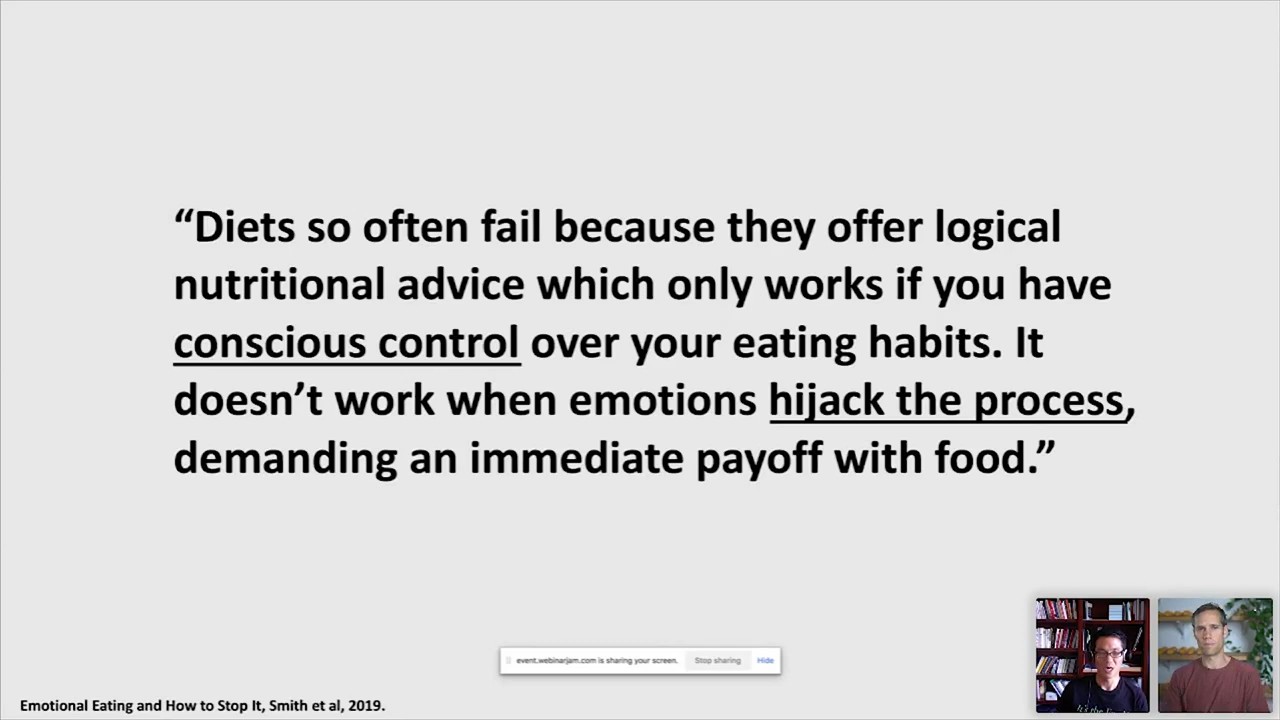 “Diets so often fail because they offer logical
nutritional advice which only works if you have
conscious control over your eating habits. It
doesn’t work when emotions hijack the process,
demanding an immediate payoff with food.”
event.webinarjam.com is sharing your screen. Stop sharing Hide
Emotional Eating and How to Stop It, Smith et al, 2019.